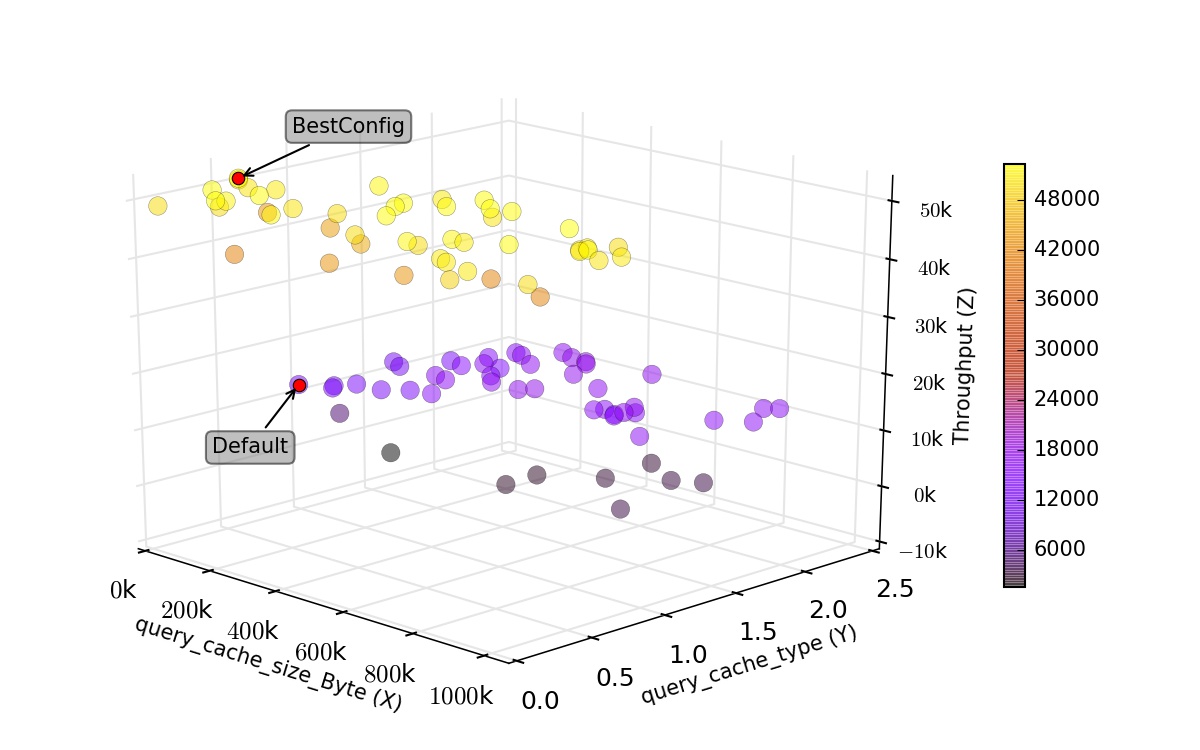 BestConfig
Default
50k
40k
30k
20k
10k
0k
−10k
Throughput (Z)
48000
42000
36000
30000
24000
18000
12000
6000
0k
200k
400k
600k
800k
1000k
query_cache_size_Byte (X)
0.0
0.5
1.0
1.5
2.0
2.5
query_cache_type (Y)